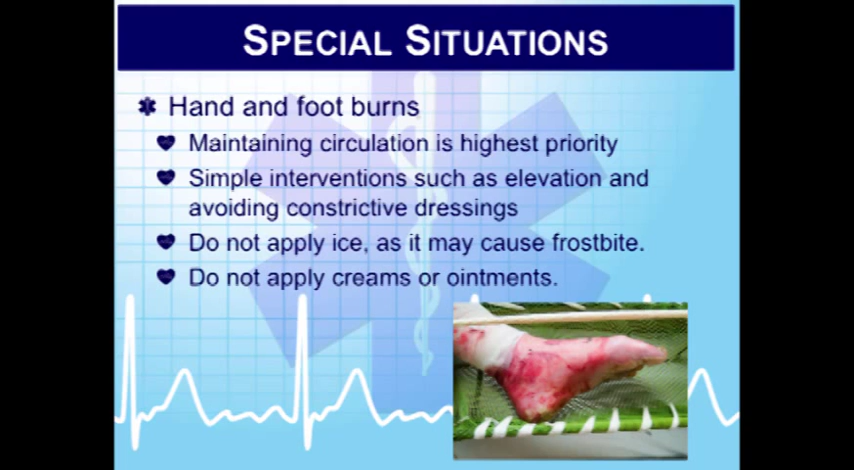 SPECIAL SITUATIONS
Hand and foot burns
Maintaining circulation is highest priority
Simple interventions such as elevation and
avoiding constrictive dressings
Do not apply ice, as it may cause frostbite.
Do not apply creams or ointments.